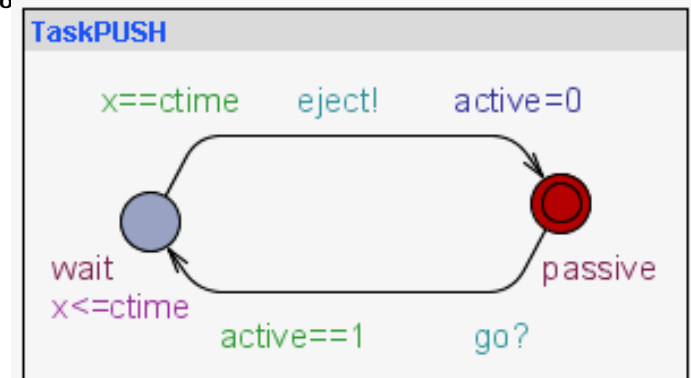 TaskPUSH
x==ctime eject! active=0
wait
passive
x<=ctime
active==1 go?